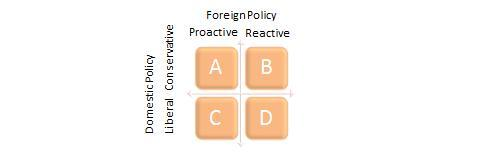 Foreign Policy
Proactive Reactive
Domestic Policy
Liberal Conservative
A B
C D